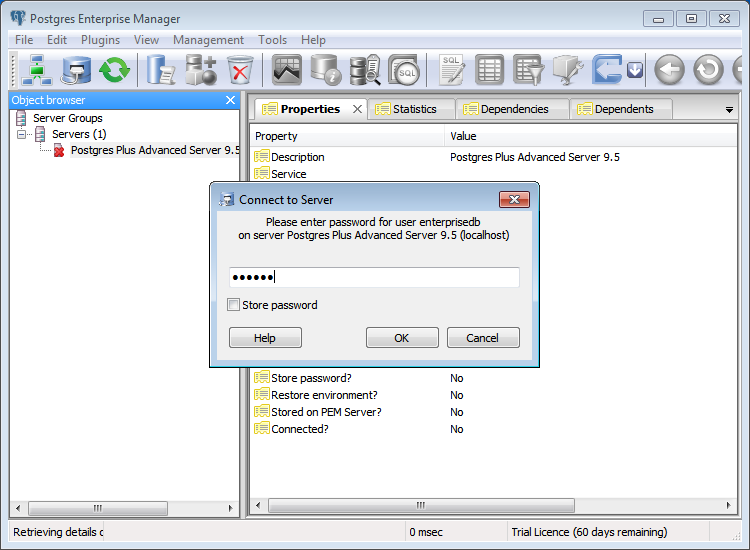 Postgres Enterprise Manager
File Edit Plugins View Management Tools Help
SQL SQL
Object browser
Server Groups
Servers (1)
Postgres Plus Advanced Server 9.5
Properties Statistics Dependencies Dependents
Property Value
Description Postgres Plus Advanced Server 9.5
Service
Connect to Server
Please enter password for user enterprisedb
on server Postgres Plus Advanced Server 9.5 (localhost)
••••••
Store password
Help OK Cancel
Store password? No
Restore environment? No
Stored on PEM Server? No
Connected? No
Retrieving details 0 msec Trial Licence (60 days remaining)